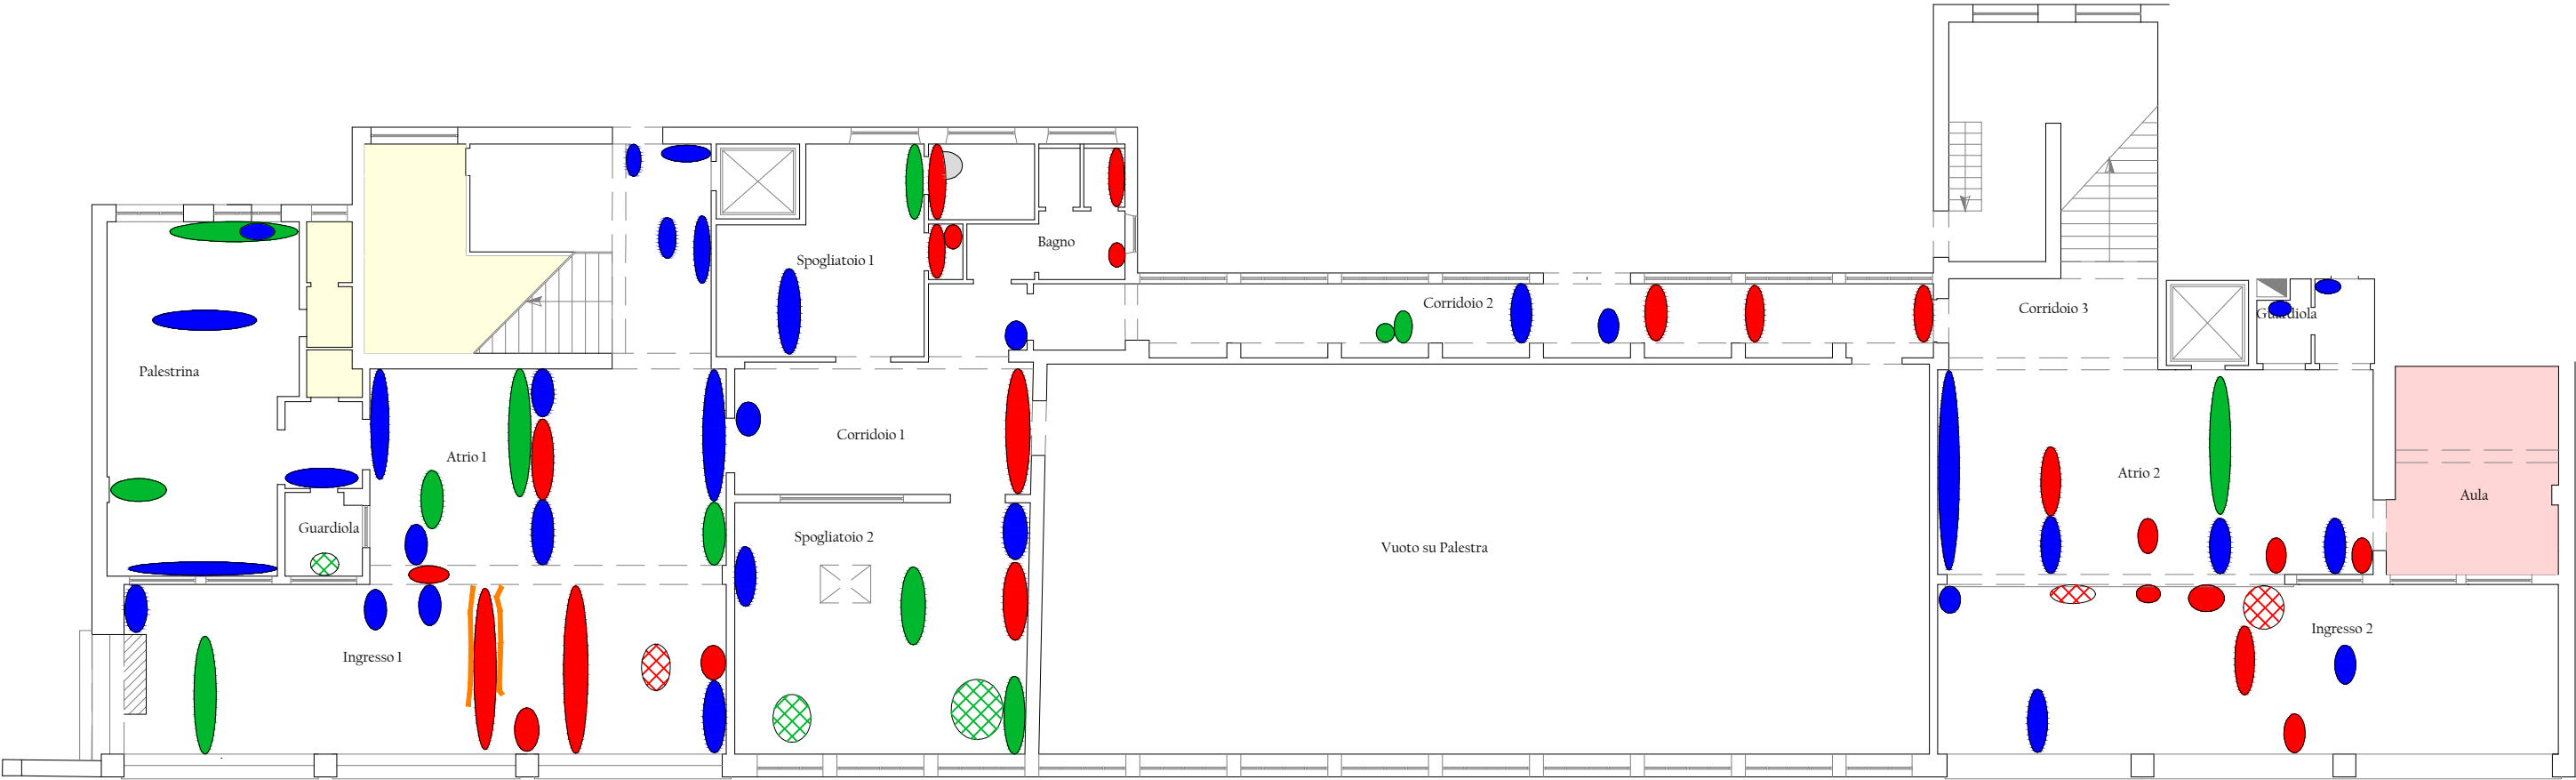 Bagno
Spogliatoio 1
Corridoio 2
Corridoio 3
Guardiola
Palestrina
Corridoio 1
Atrio 1
Atrio 2
Aula
Guardiola
Spogliatoio 2
Vuoto su Palestra
Ingresso 1
Ingresso 2